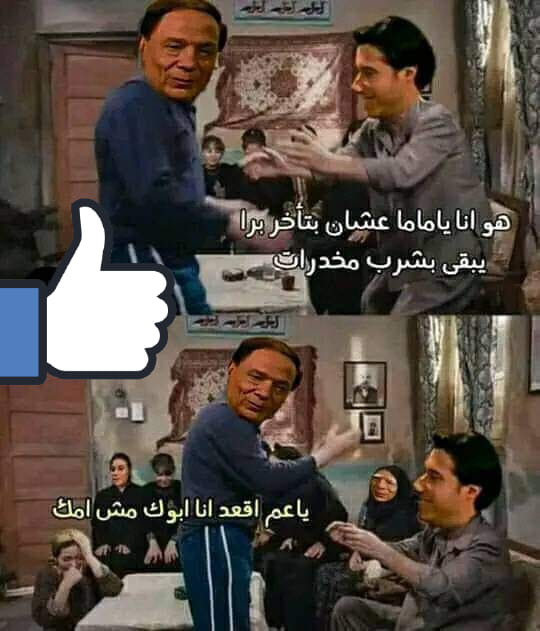 هو انا ياماما عشان بتأخر برا
يبقى بشرب مخدرات
ياعم اقعد انا ابوك مش امك